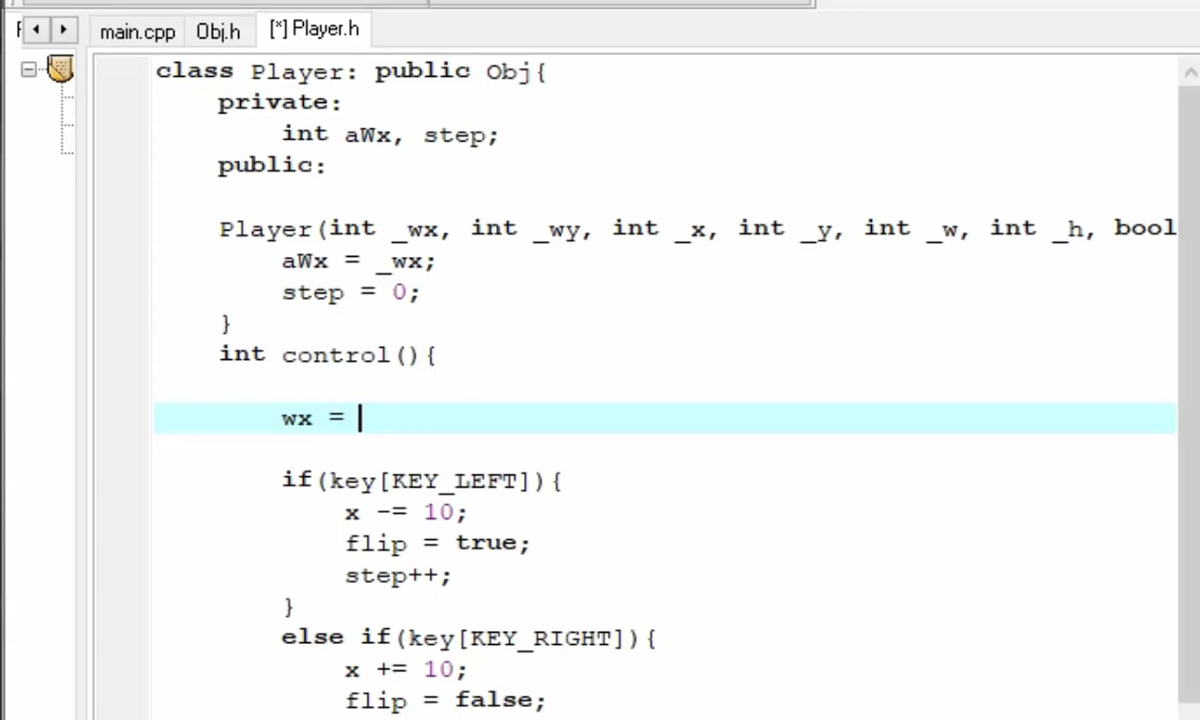 main.cpp Obj.h [*] Player.h
class Player: public Obj{
private:
int aWx, step;
public:
Player(int _wx, int _wy, int _x, int _y, int _w, int _h, bool
aWx = _wx;
step = 0;
}
int control(){
wx =
if(key[KEY_LEFT]){
x -= 10;
flip = true;
step++;
}
else if(key[KEY_RIGHT]){
x += 10;
flip = false;